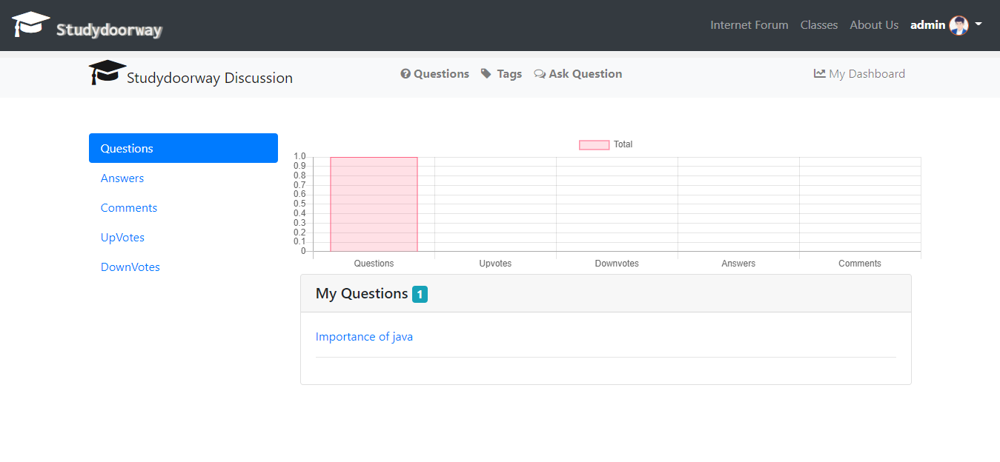 Studydoorway
Internet Forum Classes About Us admin
Studydoorway Discussion
Questions Tags Ask Question
My Dashboard
Questions
Answers
Comments
UpVotes
DownVotes
Total
1.0
0.9
0.8
0.7
0.6
0.5
0.4
0.3
0.2
0.1
0
Questions Upvotes Downvotes Answers Comments
My Questions 1
Importance of java